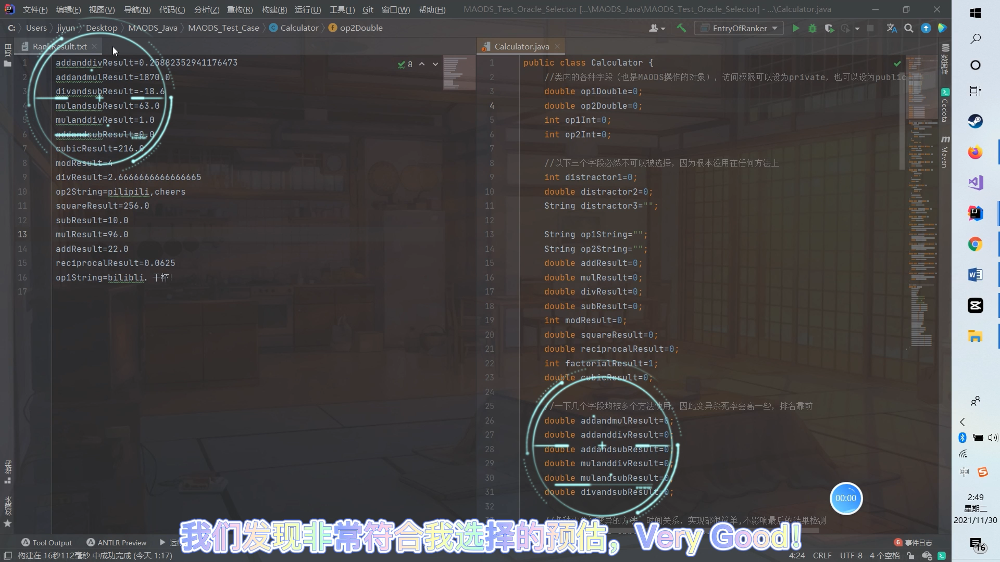 文件(F) 编辑(E) 视图(V) 导航(N) 代码(C) 分析(Z) 重构(R) 构建(B) 运行(U) 工具(T) Git 窗口(W) 帮助(H) MAODS_Test_Oracle_Selector [...\MAODS_Java\MAODS_Test_Oracle_Selector] - ...\Calculator.java
C: Users jiyun Desktop MAODS_Java MAODS_Test_Case Calculator op2Double EntryOfRanker
项目
RankResult.txt
8
1 addanddivResult=0.25882352941176473
2 addandmulResult=1870.0
3 divandsubResult=-18.6
4 mulandsubResult=63.0
5 mulanddivResult=1.0
6 addandsubResult=0.0
7 cubicResult=216.0
8 modResult=4
9 divResult=2.6666666666666665
10 op2String=pilipili,cheers
11 squareResult=256.0
12 subResult=10.0
13 mulResult=96.0
14 addResult=22.0
15 reciprocalResult=0.0625
16 op1String=bilibli，干杯!
17
Calculator.java
1 public class Calculator {
2 //类内的各种字段（也是MAODS操作的对象），访问权限可以设为private，也可以设为public
3 double op1Double=0;
4 double op2Double=0;
5 int op1Int=0;
6 int op2Int=0;
7
8 //以下三个字段必然不可以被选择，因为根本没用在任何方法上
9 int distractor1=0;
10 double distractor2=0;
11 String distractor3="";
12
13 String op1String="";
14 String op2String="";
15 double addResult=0;
16 double mulResult=0;
17 double divResult=0;
18 double subResult=0;
19 int modResult=0;
20 double squareResult=0;
21 double reciprocalResult=0;
22 int factorialResult=1;
23 double cubicResult=0;
24
25 //一下几个字段均被多个方法使用，因此变异杀死率会高一些，排名靠前
26 double addandmulResult=0;
27 double addanddivResult=0;
28 double addandsubResult=0;
29 double mulanddivResult=0;
30 double mulandsubResult=0;
31 double divandsubResult=0;
32
//各种需要被变异的方法，时间关系，实现都很简单,不影响最后的结果检测
数据库
Codota
Maven
结构
收藏夹
00:00
我们发现非常符合我选择的预估，Very Good!
Tool Output ANTLR Preview 运
6 事件日志
构建在 16秒112毫秒 中成功完成 (今天 1:17)
4:24 CRLF UTF-8 4 个空格
中
2:49
星期二
2021/11/30
16